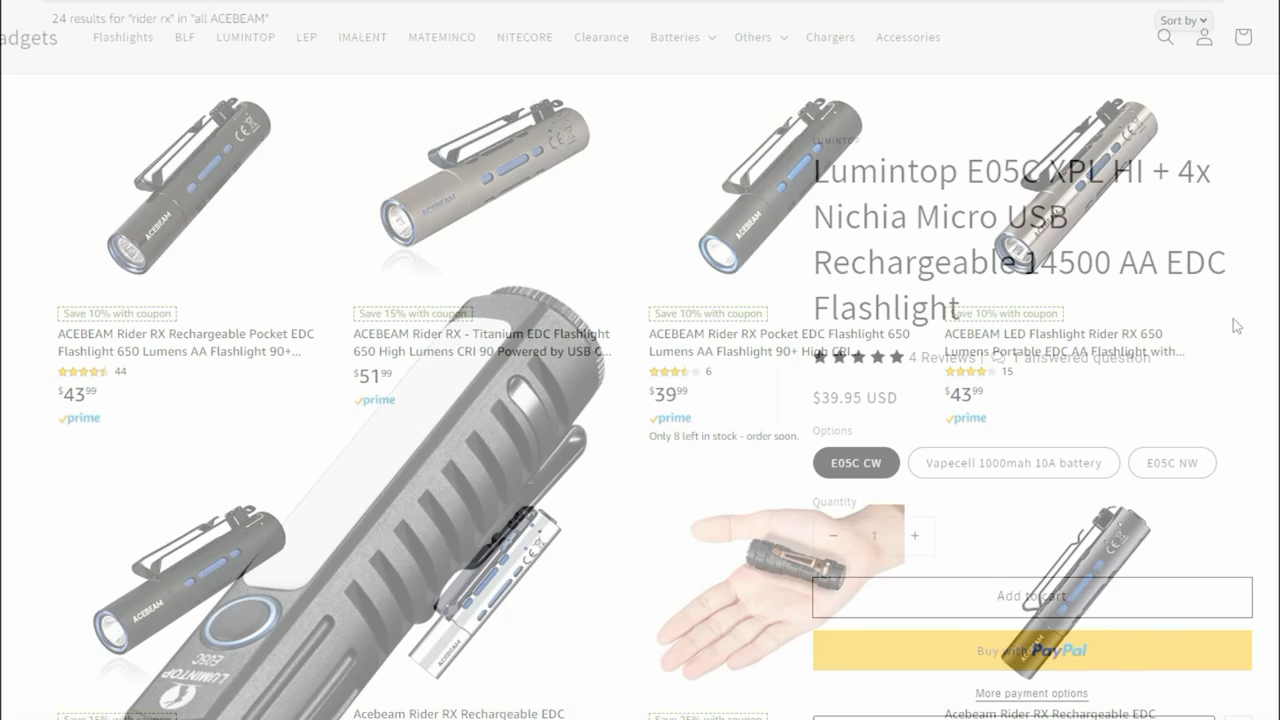 24 results for "rider rx" in "all ACEBEAM"
Sort by
adgets
Flashlights
BLF
LUMINTOP
LEP
IMALENT
MATEMINCO
NITECORE
Clearance
Batteries
Others
Chargers
Accessories
ACEBEAM
ACEBEAM
ACEBEAM
LUMINTOP
Lumintop E05C XPL HI + 4x
Nichia Micro USB
Rechargeable 14500 AA EDC
Flashlight
Save 10% with coupon
ACEBEAM Rider RX Rechargeable Pocket EDC
Flashlight 650 Lumens AA Flashlight 90+...
44
$43.99
prime
Save 15% with coupon
ACEBEAM Rider RX - Titanium EDC Flashlight
650 High Lumens CRI 90 Powered by USB C...
$51.99
prime
Save 10% with coupon
ACEBEAM Rider RX Pocket EDC Flashlight 650
Lumens AA Flashlight 90+ High CRI...
6
$39.99
prime
Only 8 left in stock - order soon.
Save 10% with coupon
ACEBEAM LED Flashlight Rider RX 650
Lumens Portable EDC AA Flashlight with...
15
$43.99
prime
4 Reviews
1 answered question
$39.95 USD
Options
E05C CW
Vapecell 1000mah 10A battery
E05C NW
Quantity
− 1 +
Add to cart
Buy with PayPal
More payment options
ACEBEAM
E05C
LUMINTOP
Save 15% with coupon
Acebeam Rider RX Rechargeable EDC
Save 25% with coupon
Acebeam Rider RX Rechargeable EDC